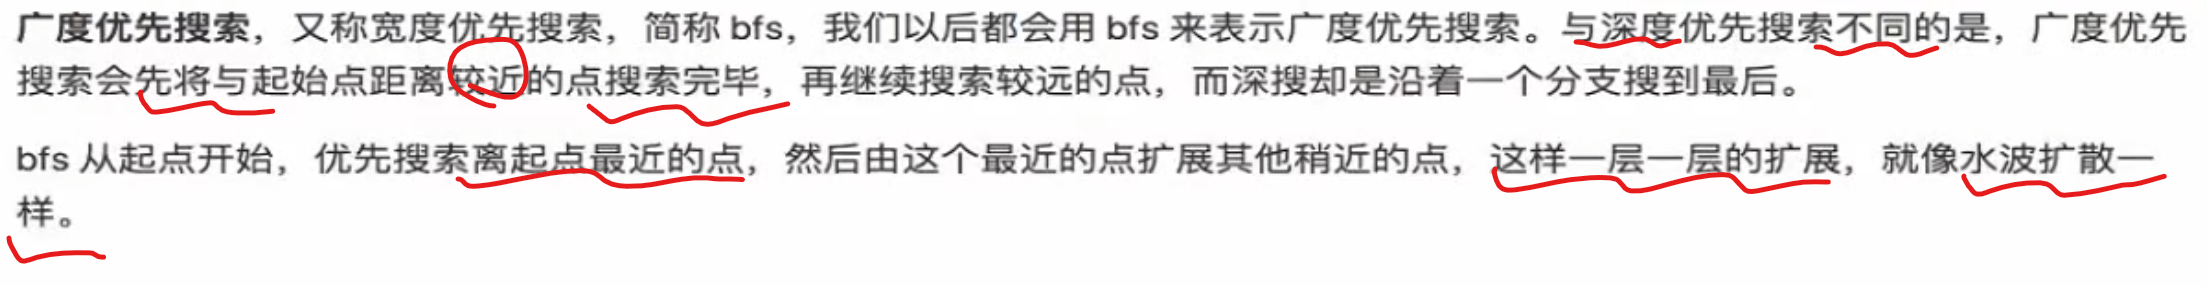 广度优先搜索，又称宽度优先搜索，简称 bfs，我们以后都会用 bfs 来表示广度优先搜索。与深度优先搜索不同的是，广度优先
搜索会先将与起始点距离较近的点搜索完毕，再继续搜索较远的点，而深搜却是沿着一个分支搜到最后。
bfs 从起点开始，优先搜索离起点最近的点，然后由这个最近的点扩展其他稍近的点，这样一层一层的扩展，就像水波扩散一
样。